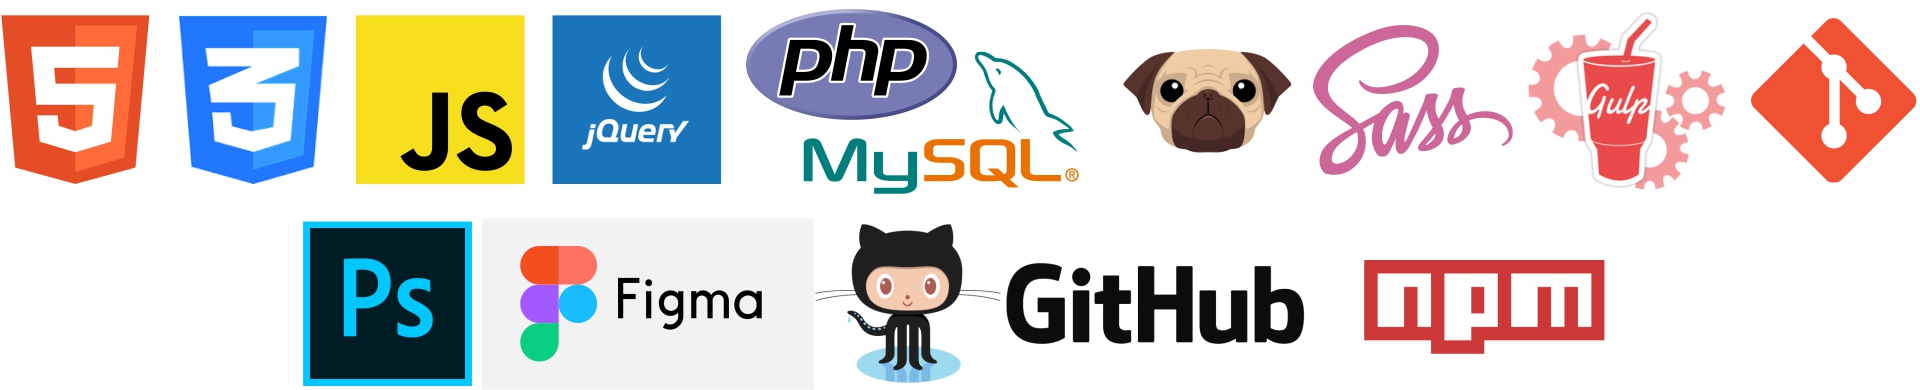 5
3
JS
jQuery
php
MySQL®
Sass
Gulp
Ps
Figma
GitHub
npm